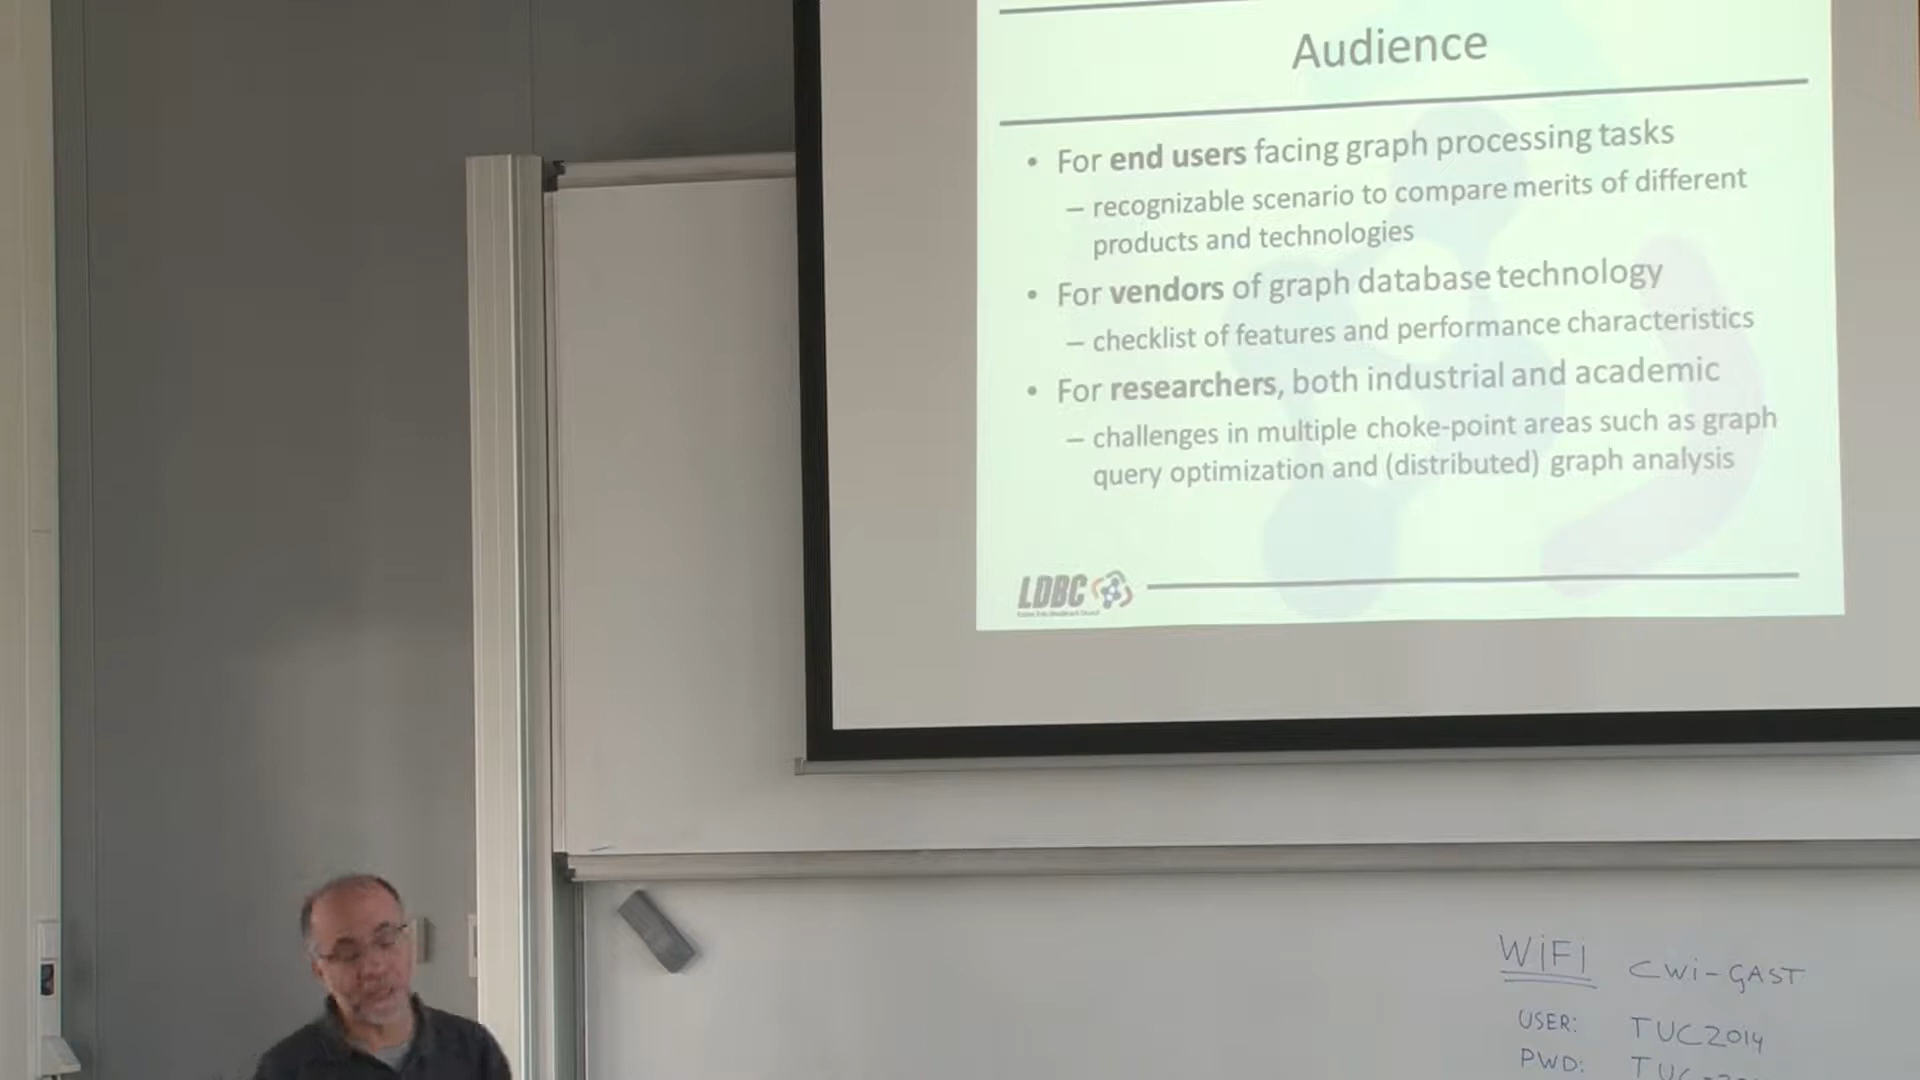 Audience
• For end users facing graph processing tasks
– recognizable scenario to compare merits of different
products and technologies
• For vendors of graph database technology
– checklist of features and performance characteristics
• For researchers, both industrial and academic
– challenges in multiple choke-point areas such as graph
query optimization and (distributed) graph analysis
LDBC
WiFi CWi-GAST
USER: TUC2014
PWD: